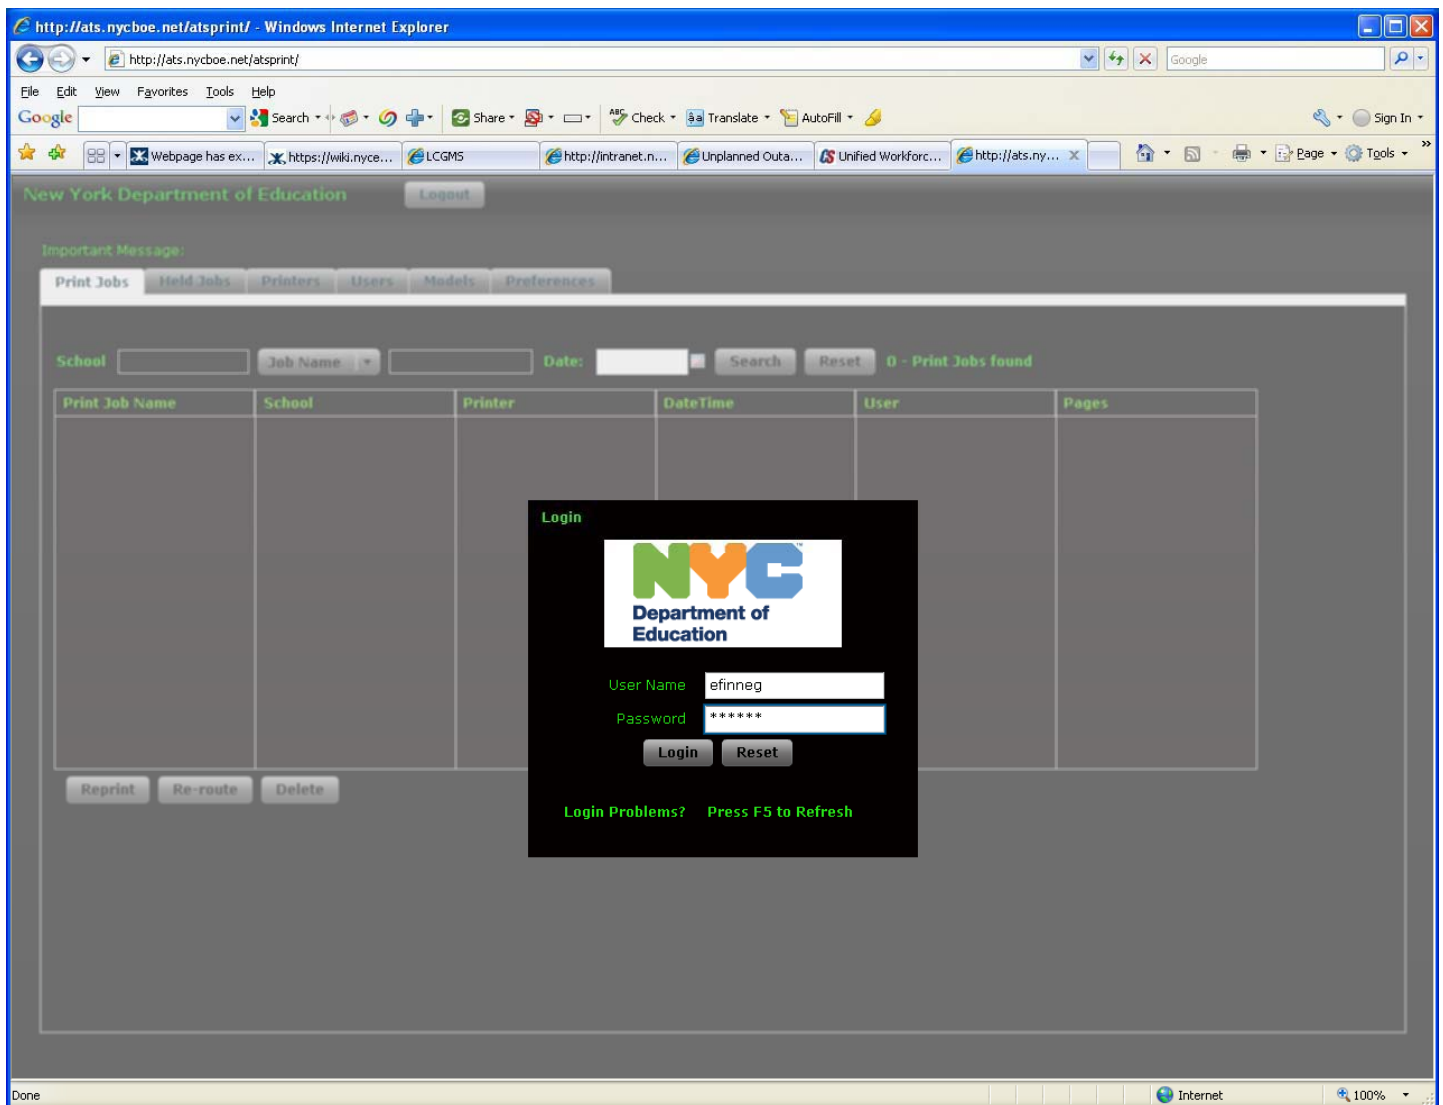 http://ats.nycboe.net/atsprint/ - Windows Internet Explorer
http://ats.nycboe.net/atsprint/
Google
File Edit View Favorites Tools Help
Google Search Share ABC Check aä Translate AutoFill Sign In
Webpage has ex... https://wiki.nyce... LCGMS http://intranet.n... Unplanned Outa... Unified Workforc... http://ats.ny... X Page Tools »
New York Department of Education Logout
Important Message:
Print Jobs Held Jobs Printers Users Models Preferences
School Job Name Date: Search Reset 0 - Print Jobs found
Print Job Name School Printer DateTime User Pages
Login
NYC™
Department of
Education
User Name efinneg
Password ******
Login Reset
Reprint Re-route Delete
Login Problems? Press F5 to Refresh
Done Internet 100%